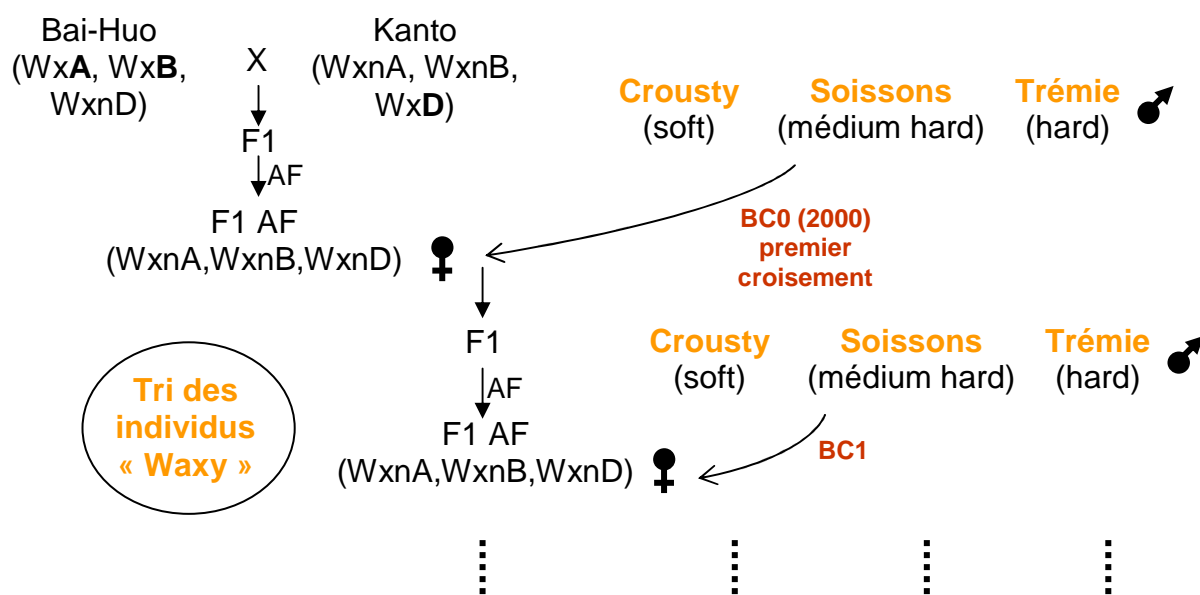 Bai-Huo
(WxA, WxB,
WxnD)
X
Kanto
(WxnA, WxnB,
WxD)
F1
AF
F1 AF
(WxnA,WxnB,WxnD)
Crousty
(soft)
Soissons
(médium hard)
Trémie
(hard)
BC0 (2000)
premier
croisement
F1
AF
F1 AF
(WxnA,WxnB,WxnD)
Crousty
(soft)
Soissons
(médium hard)
Trémie
(hard)
BC1
Tri des
individus
« Waxy »